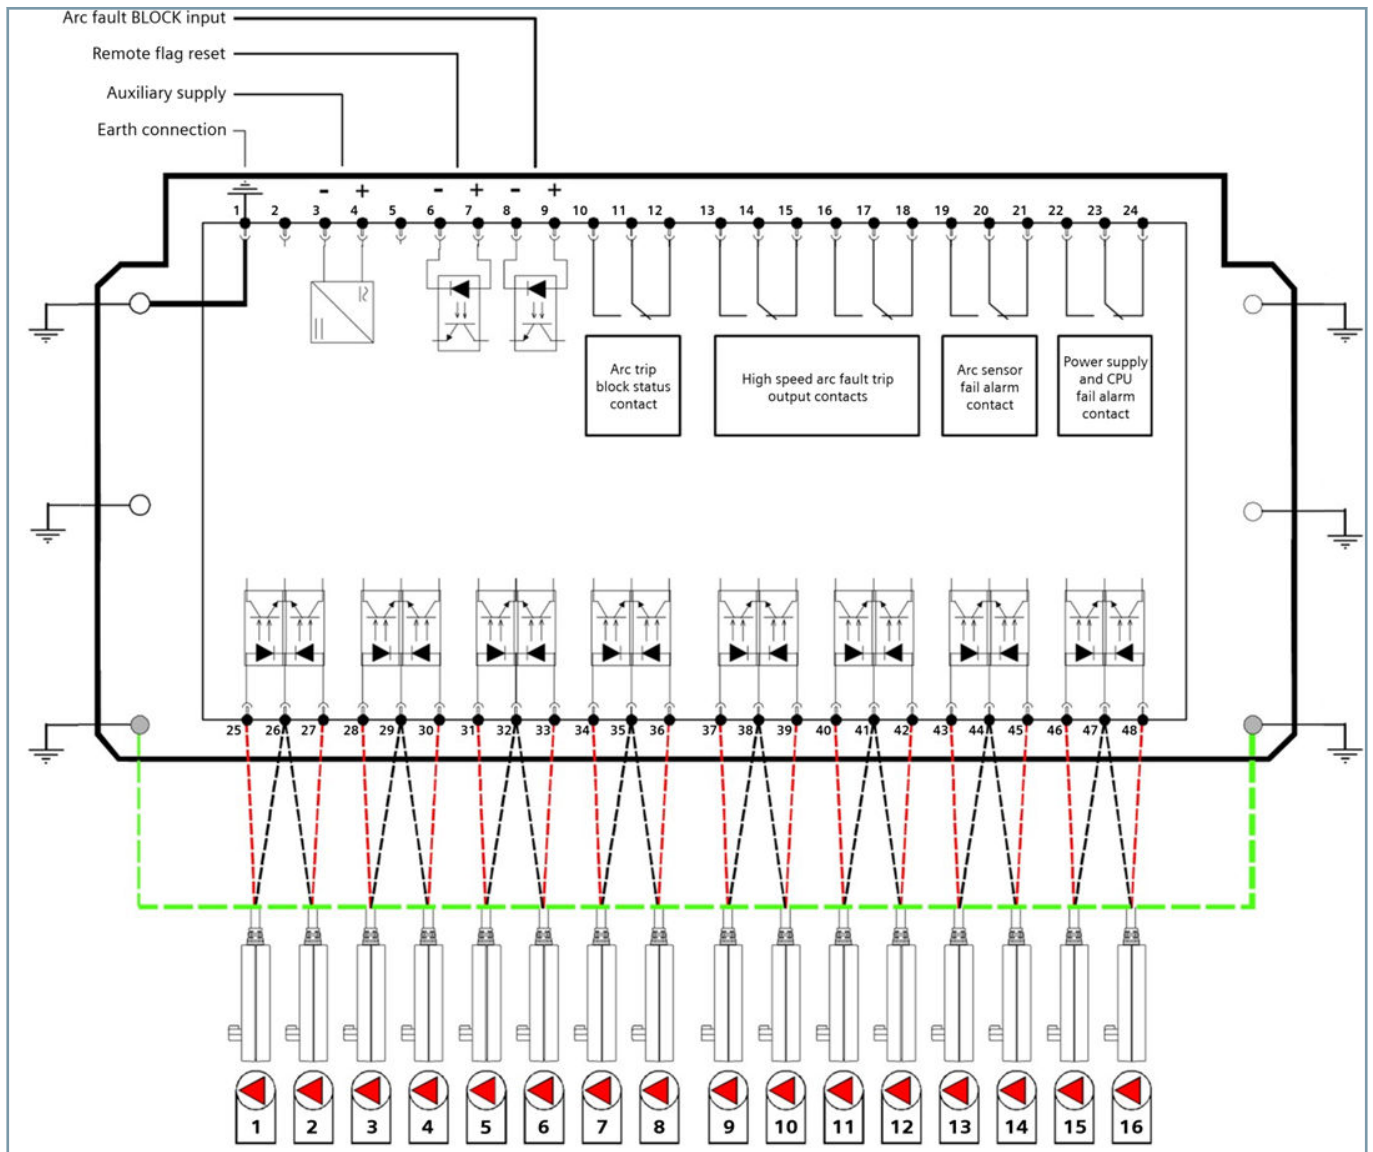 Arc fault BLOCK input
Remote flag reset
Auxiliary supply
Earth connection
- + - + - +
1 2 3 4 5 6 7 8 9 10 11 12 13 14 15 16 17 18 19 20 21 22 23 24
Arc trip
block status
contact
High speed arc fault trip
output contacts
Arc sensor
fail alarm
contact
Power supply
and CPU
fail alarm
contact
25 26 27 28 29 30 31 32 33 34 35 36 37 38 39 40 41 42 43 44 45 46 47 48
1 2 3 4 5 6 7 8 9 10 11 12 13 14 15 16